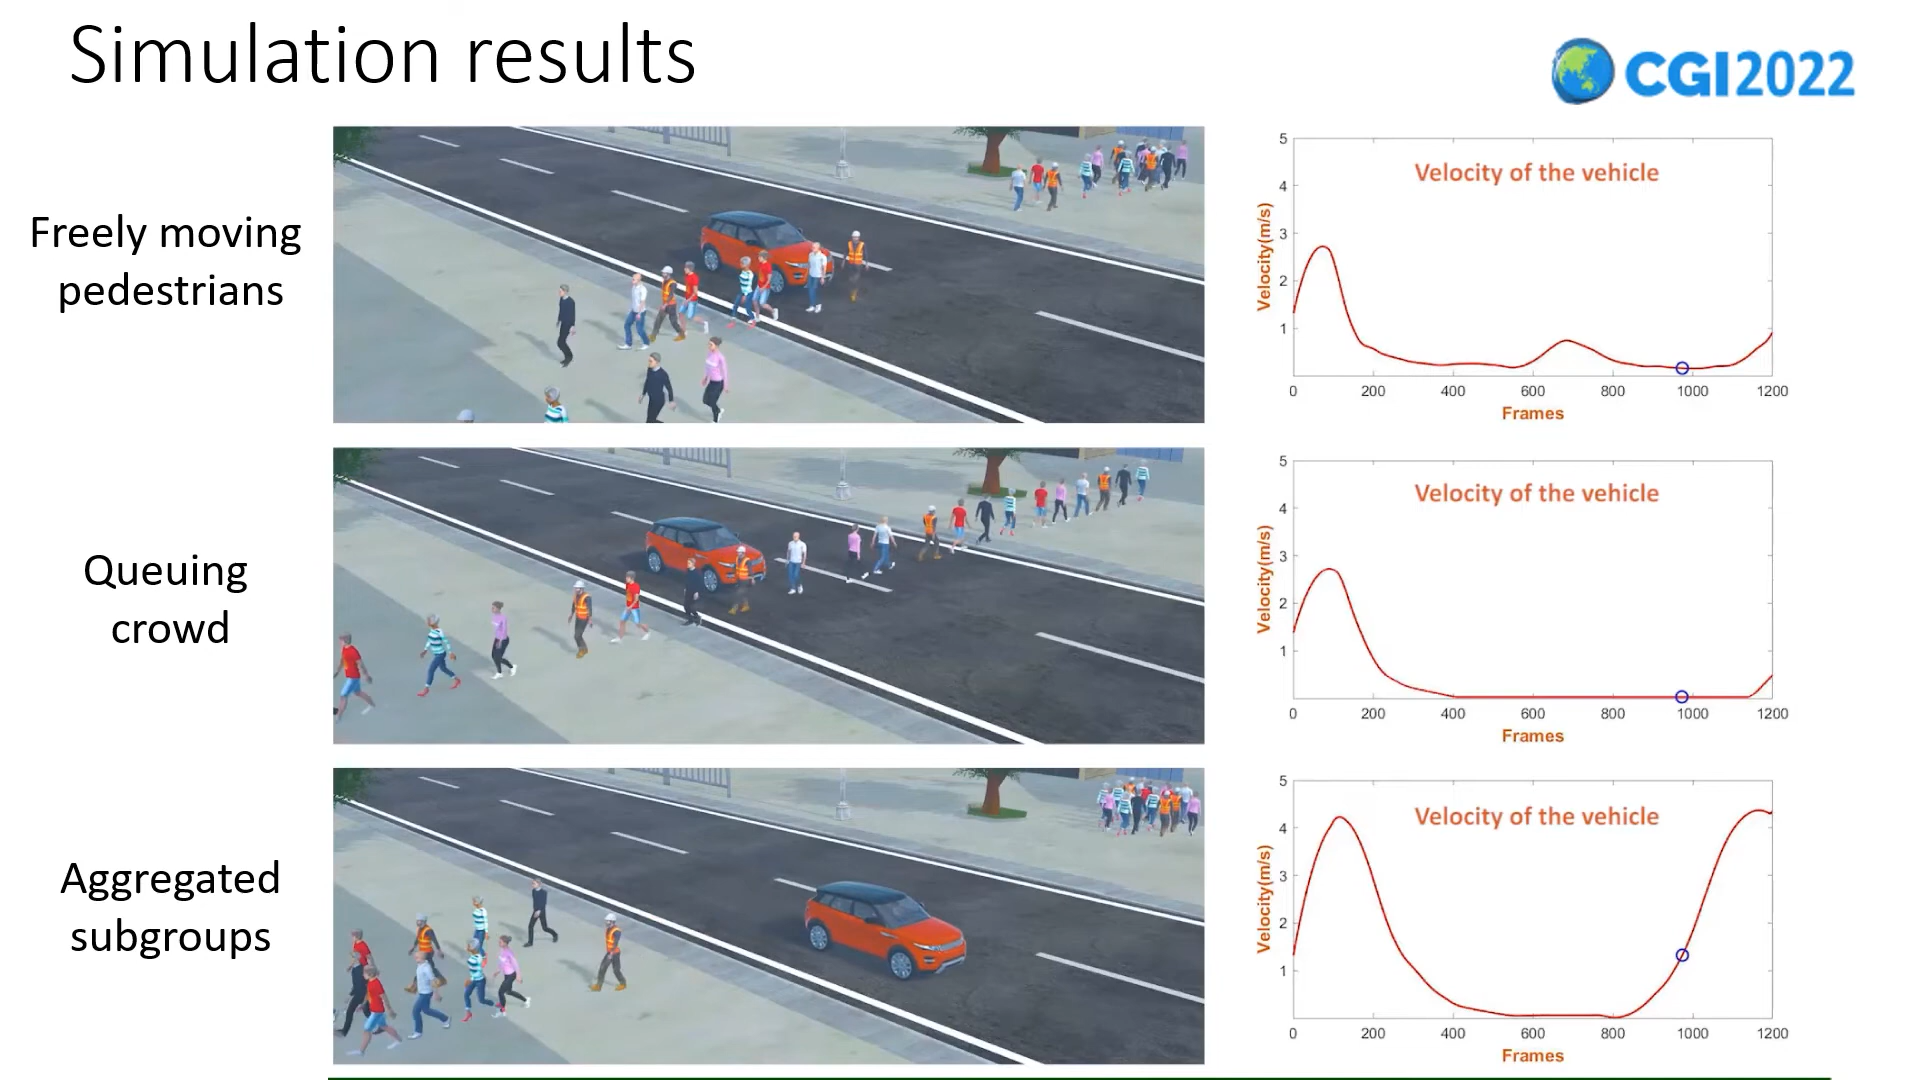 Simulation results
CGI2022
Freely moving
pedestrians
Velocity of the vehicle
Velocity(m/s)
5
4
3
2
1
0 200 400 600 800 1000 1200
Frames
Queuing
crowd
Velocity of the vehicle
Velocity(m/s)
5
4
3
2
1
0 200 400 600 800 1000 1200
Frames
Aggregated
subgroups
Velocity of the vehicle
Velocity(m/s)
5
4
3
2
1
0 200 400 600 800 1000 1200
Frames